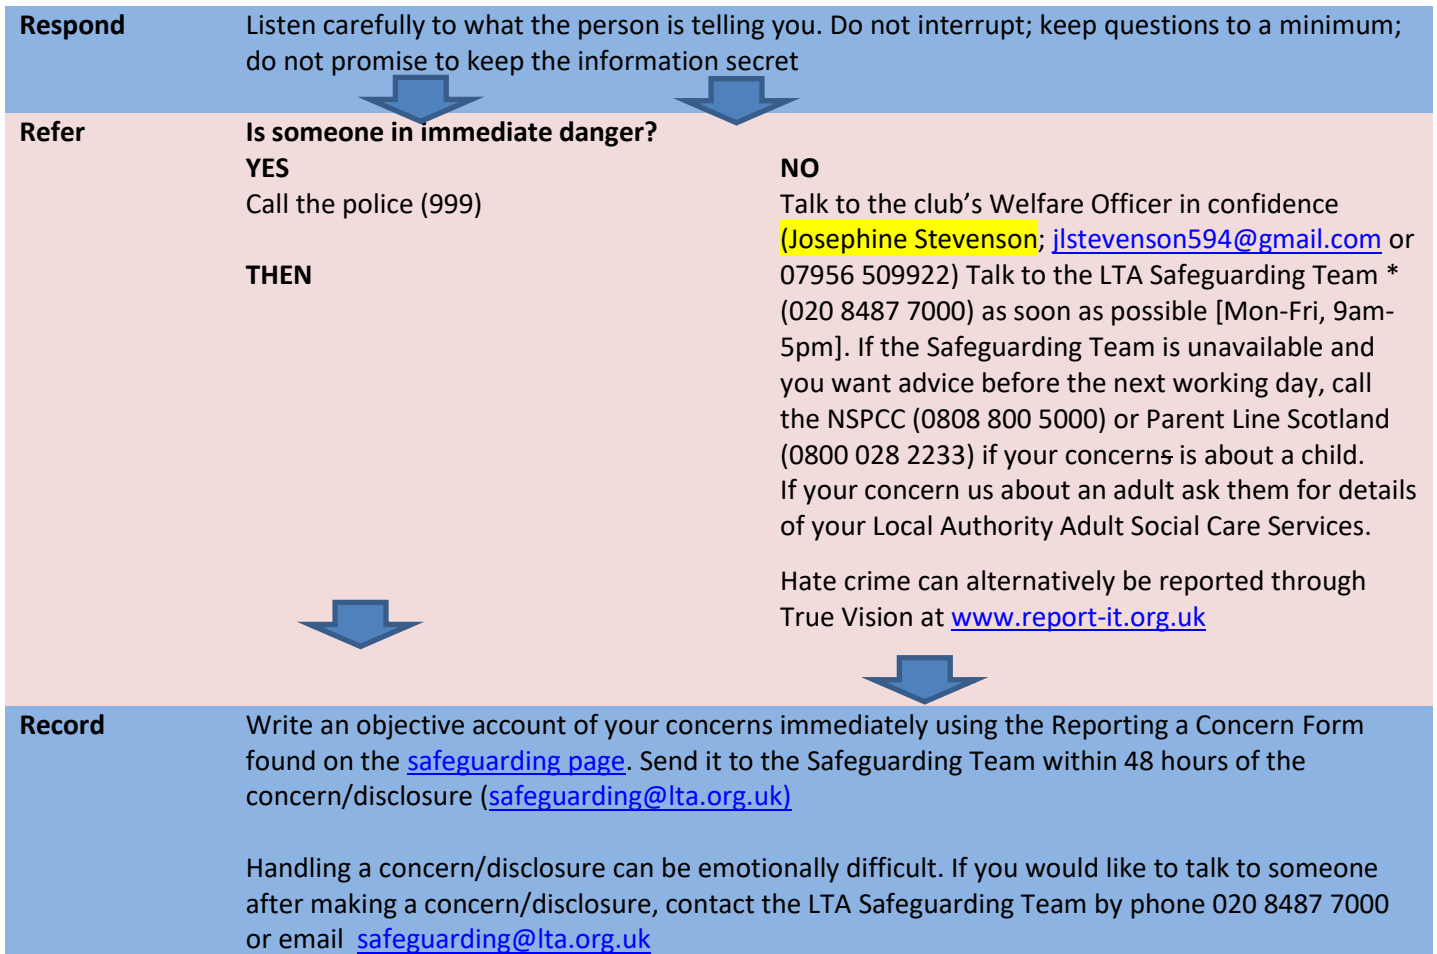 Respond
Listen carefully to what the person is telling you. Do not interrupt; keep questions to a minimum;
do not promise to keep the information secret
Refer
Is someone in immediate danger?
YES
Call the police (999)
THEN
NO
Talk to the club’s Welfare Officer in confidence
(Josephine Stevenson; jlstevenson594@gmail.com or
07956 509922) Talk to the LTA Safeguarding Team *
(020 8487 7000) as soon as possible [Mon-Fri, 9am-
5pm]. If the Safeguarding Team is unavailable and
you want advice before the next working day, call
the NSPCC (0808 800 5000) or Parent Line Scotland
(0800 028 2233) if your concerns is about a child.
If your concern us about an adult ask them for details
of your Local Authority Adult Social Care Services.
Hate crime can alternatively be reported through
True Vision at www.report-it.org.uk
Record
Write an objective account of your concerns immediately using the Reporting a Concern Form
found on the safeguarding page. Send it to the Safeguarding Team within 48 hours of the
concern/disclosure (safeguarding@lta.org.uk)
Handling a concern/disclosure can be emotionally difficult. If you would like to talk to someone
after making a concern/disclosure, contact the LTA Safeguarding Team by phone 020 8487 7000
or email safeguarding@lta.org.uk